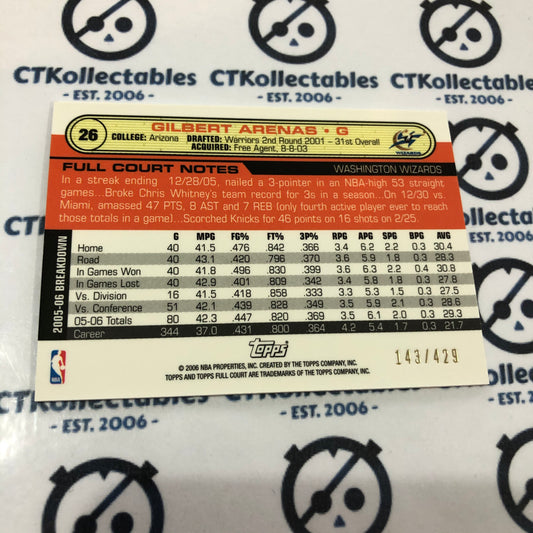 CTKollectables
- EST. 2006 -
CTKollectables
- EST. 2006 -
CTKollecta
- EST. 20
26
GILBERT ARENAS • G
COLLEGE: Arizona DRAFTED: Warriors 2nd Round 2001 – 31st Overall
ACQUIRED: Free Agent, 8-8-03
WIZARDS
FULL COURT NOTES
WASHINGTON WIZARDS
In a streak ending 12/28/05, nailed a 3-pointer in an NBA-high 53 straight
games...Broke Chris Whitney's team record for 3s in a season...On 12/30 vs.
Miami, amassed 47 PTS, 8 AST and 7 REB (only fourth active player ever to reach
those totals in a game)...Scorched Knicks for 46 points on 16 shots on 2/25.
2005-06 BREAKDOWN
G MPG FG% FT% 3P% RPG APG SPG BPG AVG
Home 40 41.5 .476 .842 .366 3.4 6.2 2.2 0.3 30.4
Road 40 43.1 .420 .796 .370 3.6 5.9 1.8 0.3 28.3
In Games Won 40 41.8 .496 .830 .399 3.3 6.2 2.2 0.4 30.8
In Games Lost 40 42.9 .401 .809 .342 3.6 5.8 1.8 0.3 27.8
Vs. Division 16 41.5 .418 .858 .333 3.3 5.3 1.5 0.3 27.5
Vs. Conference 51 42.1 .439 .828 .349 3.5 5.5 2.1 0.3 28.6
05-06 Totals 80 42.3 .447 .820 .369 3.5 5.9 2.0 0.3 29.3
Career 344 37.0 .431 .800 .364 4.2 5.4 1.7 0.3 21.7
NBA
Topps
© 2006 NBA PROPERTIES, INC. CREATED BY THE TOPPS COMPANY, INC.
TOPPS AND TOPPS FULL COURT ARE TRADEMARKS OF THE TOPPS COMPANY, INC.
143/429
ollectables
EST. 2006 -
CTKollectables
- EST. 2006 -
CTKollectables
- EST. 2006 -